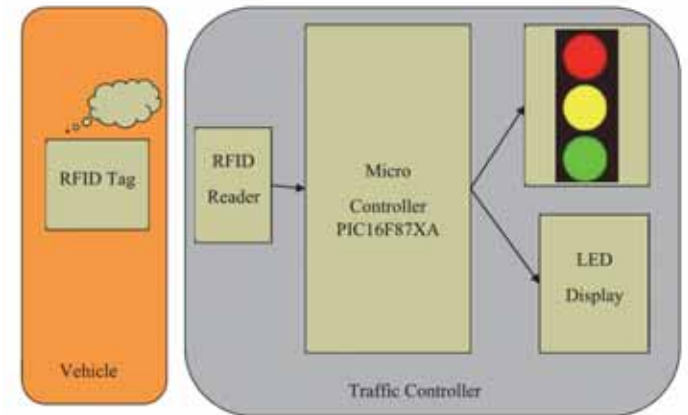 RFID Tag
Vehicle
RFID
Reader
Micro
Controller
PIC16F87XA
LED
Display
Traffic Controller